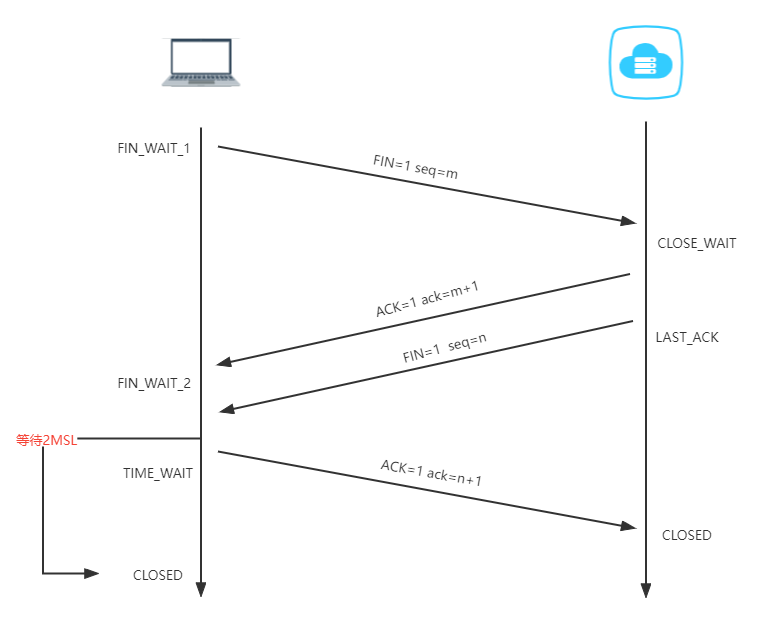 FIN_WAIT_1
FIN=1 seq=m
CLOSE_WAIT
ACK=1 ack=m+1
FIN=1 seq=n
LAST_ACK
FIN_WAIT_2
等待2MSL
TIME_WAIT
ACK=1 ack=n+1
CLOSED
CLOSED